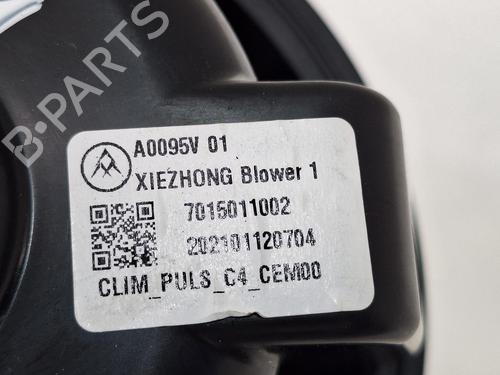 B-PARTS
A0095V 01
XIEZHONG Blower 1
7015011002
202101120704
CLIM_PULS_C4_CEM00